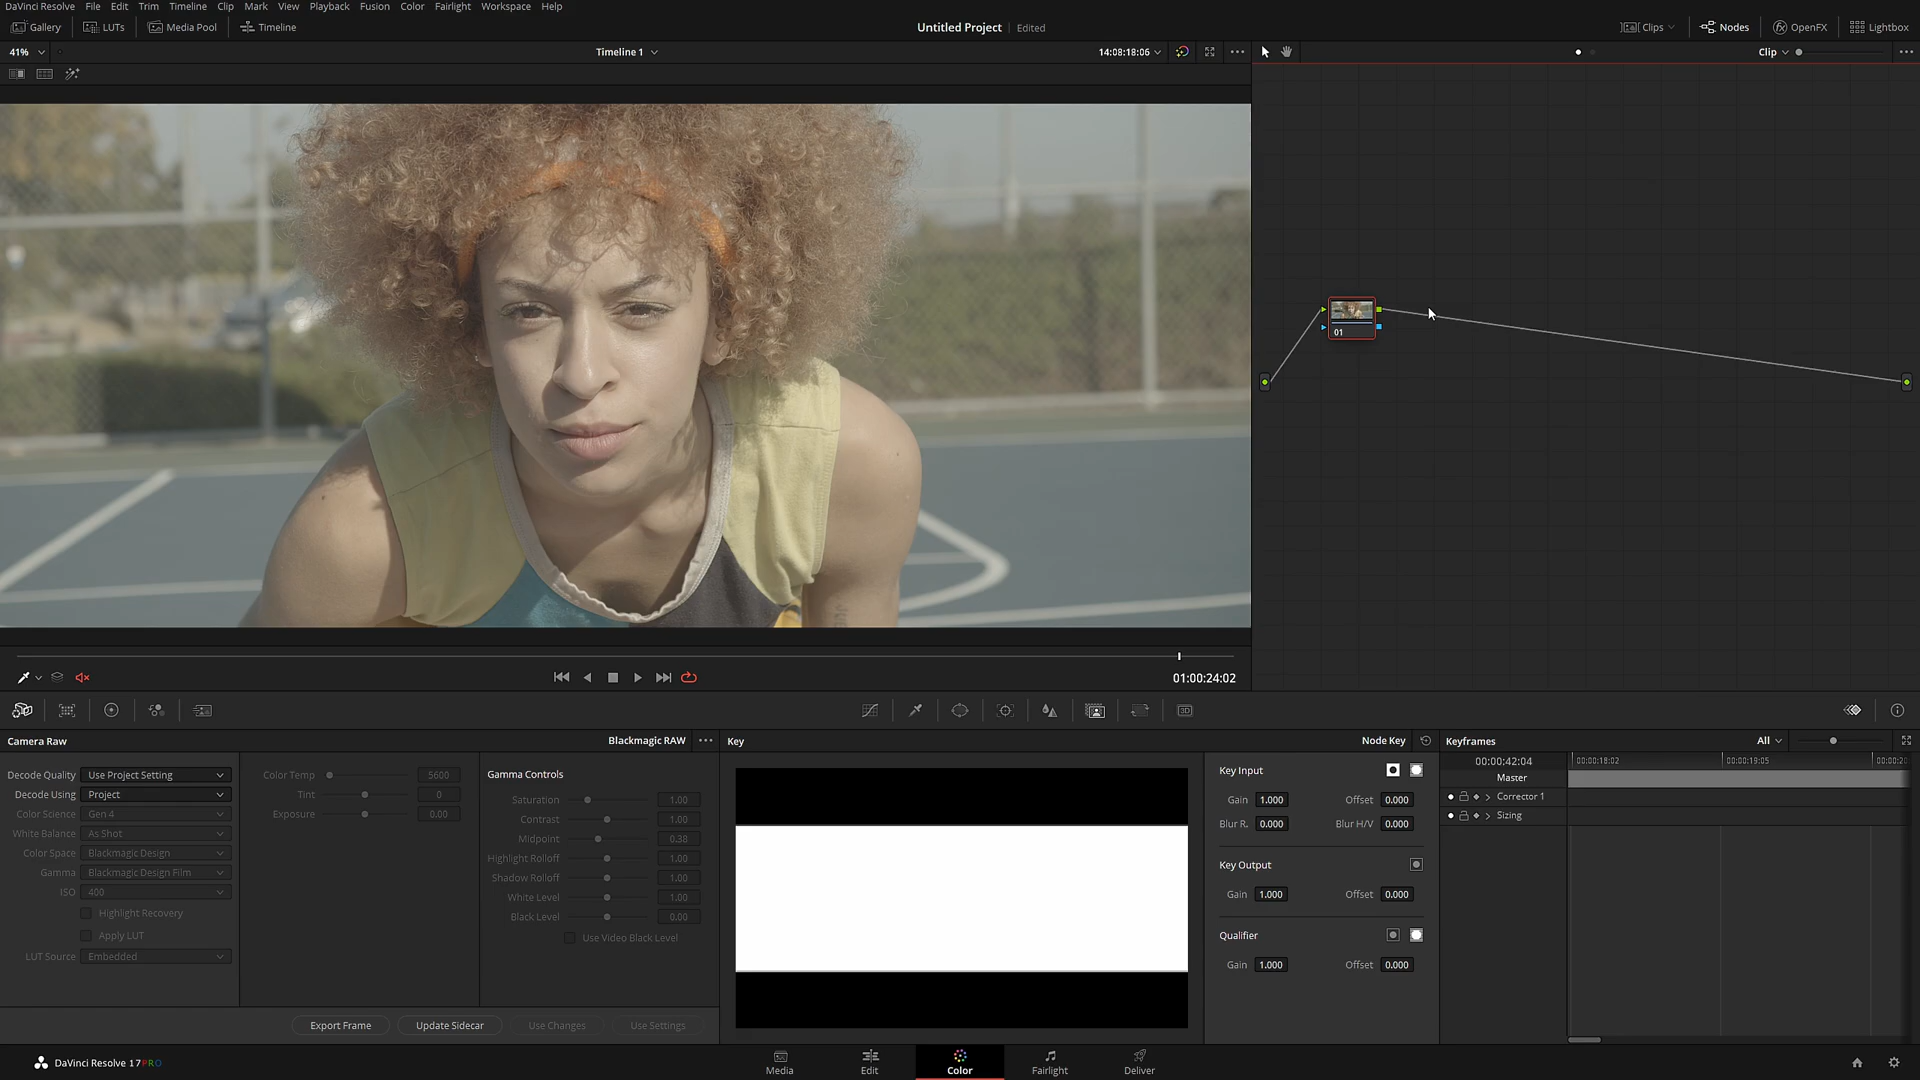 DaVinci Resolve File Edit Trim Timeline Clip Mark View Playback Fusion Color Fairlight Workspace Help
Gallery LUTs Media Pool Timeline Untitled Project Edited Clips Nodes OpenFX Lightbox
41% Timeline 1 14:08:18:06 Clip
01
01:00:24:02
Camera Raw Blackmagic RAW Key Node Key Keyframes All
Decode Quality Use Project Setting
Decode Using Project
Color Science Gen 4
White Balance As Shot
Color Space Blackmagic Design
Gamma Blackmagic Design Film
ISO 400
Highlight Recovery
Apply LUT
LUT Source Embedded
Color Temp 5600
Tint 0
Exposure 0.00
Gamma Controls
Saturation 1.00
Contrast 1.00
Midpoint 0.38
Highlight Rolloff 1.00
Shadow Rolloff 1.00
White Level 1.00
Black Level 0.00
Use Video Black Level
Export Frame Update Sidecar Use Changes Use Settings
Key Input
Gain 1.000 Offset 0.000
Blur R. 0.000 Blur H/V 0.000
Key Output
Gain 1.000 Offset 0.000
Qualifier
Gain 1.000 Offset 0.000
00:00:42:04 00:00:18:02 00:00:19:05 00:00:20
Master
Corrector 1
Sizing
DaVinci Resolve 17 PRO Media Edit Color Fairlight Deliver